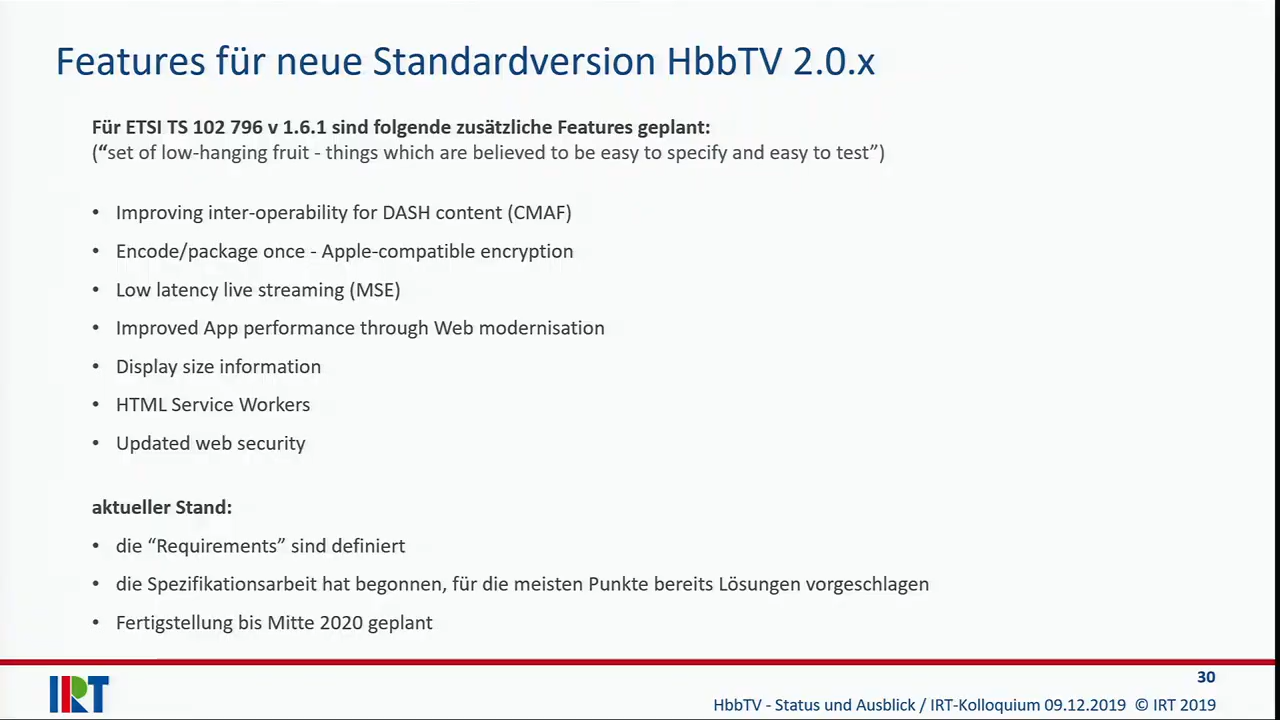 Features für neue Standardversion HbbTV 2.0.x
Für ETSI TS 102 796 v 1.6.1 sind folgende zusätzliche Features geplant:
(“set of low-hanging fruit - things which are believed to be easy to specify and easy to test”)
• Improving inter-operability for DASH content (CMAF)
• Encode/package once - Apple-compatible encryption
• Low latency live streaming (MSE)
• Improved App performance through Web modernisation
• Display size information
• HTML Service Workers
• Updated web security
aktueller Stand:
• die “Requirements” sind definiert
• die Spezifikationsarbeit hat begonnen, für die meisten Punkte bereits Lösungen vorgeschlagen
• Fertigstellung bis Mitte 2020 geplant
30
IRT
HbbTV - Status und Ausblick / IRT-Kolloquium 09.12.2019 © IRT 2019